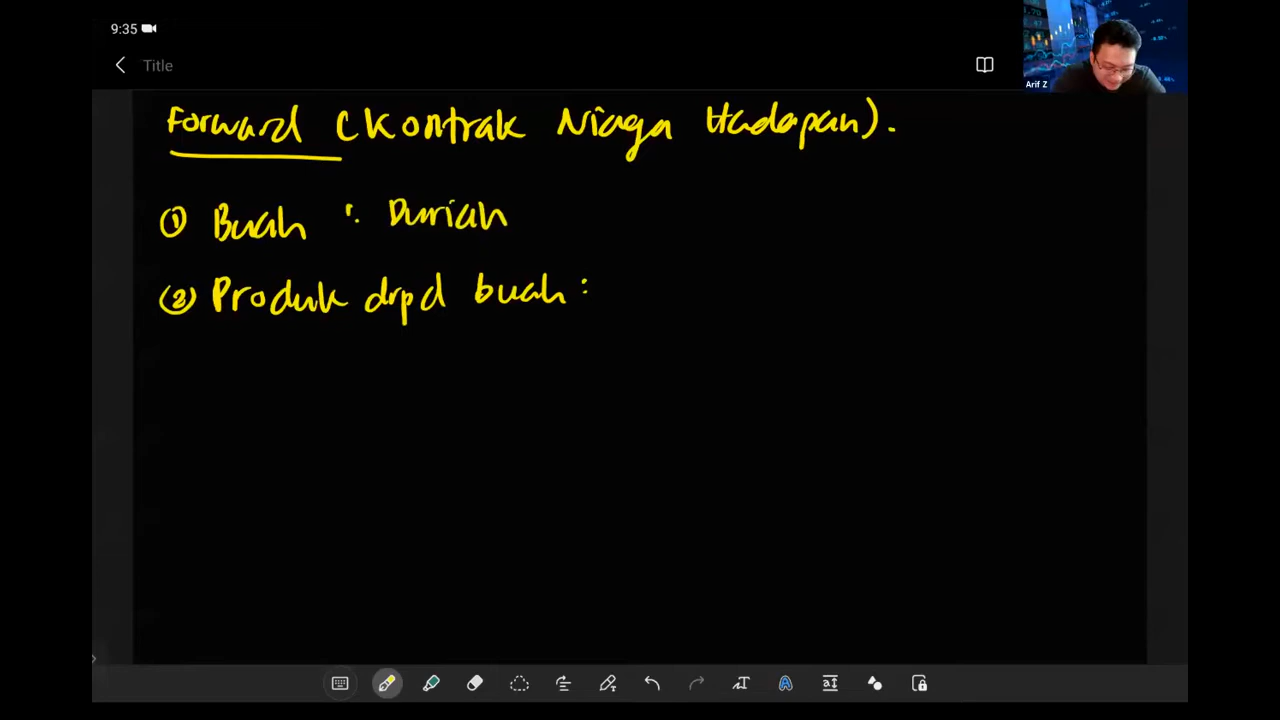 9:35
Title
Arif Z
Forward (Kontrak Niaga Hadapan).
① Buah : Durian
② Produk drpd buah :